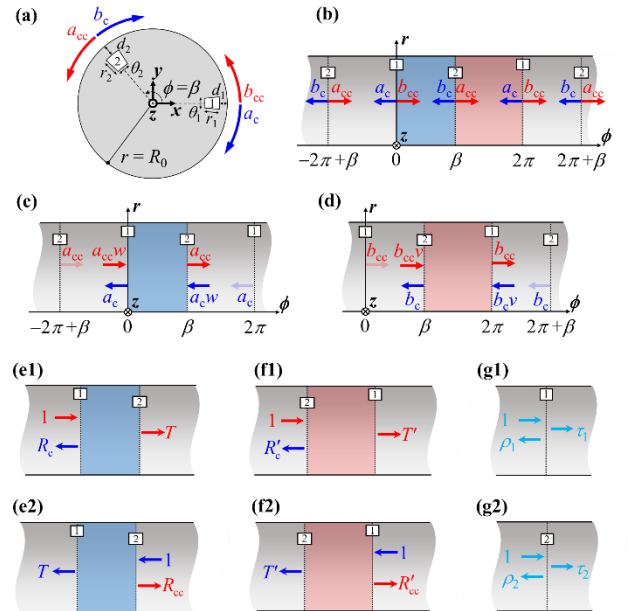 (a)
b_c
a_cc
d_2
2
r_2
θ_2
y
ϕ = β
z
x
d_1
1
θ_1
r_1
b_cc
a_c
r = R_0
(b)
r
2 1 2 1 2
b_c a_cc a_c b_cc b_c a_cc a_c b_cc b_c a_cc
z
−2π+β 0 β 2π 2π+β ϕ
(c)
r
2 1 2 1
a_cc a_cc w a_cc
a_c a_c w a_c
z
−2π+β 0 β 2π ϕ
(d)
r
1 2 1 2
b_cc b_cc v b_cc
b_c b_c v b_c
z
0 β 2π 2π+β ϕ
(e1)
1 2
1
R_c T
(f1)
2 1
1
R′_c T′
(g1)
1
1
ρ_1 τ_1
(e2)
1 2
1
T R_cc
(f2)
2 1
1
T′ R′_cc
(g2)
2
1
ρ_2 τ_2